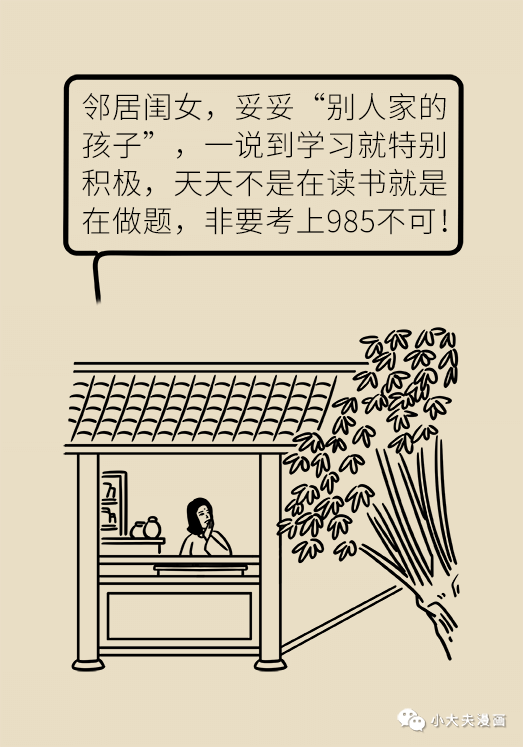 邻居闺女，妥妥“别人家的
孩子”，一说到学习就特别
积极，天天不是在读书就是
在做题，非要考上985不可！
小大夫漫画